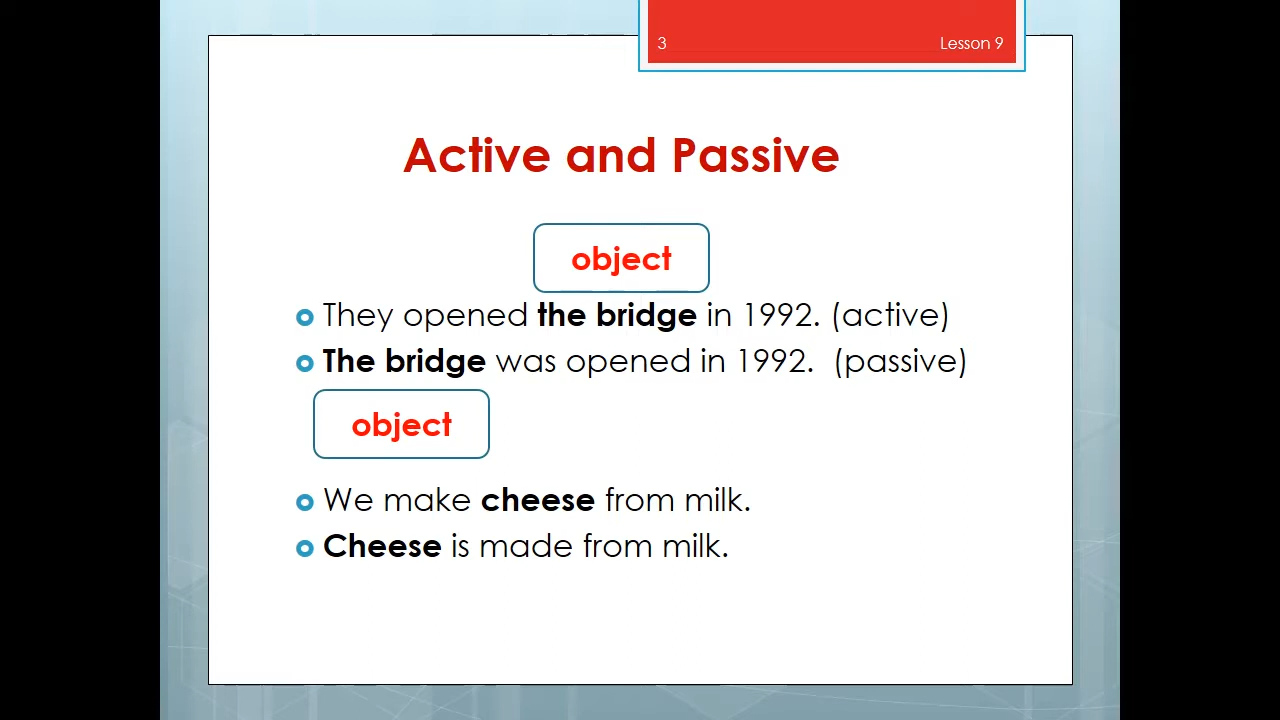 3 Lesson 9
Active and Passive
object
They opened the bridge in 1992. (active)
The bridge was opened in 1992. (passive)
object
We make cheese from milk.
Cheese is made from milk.